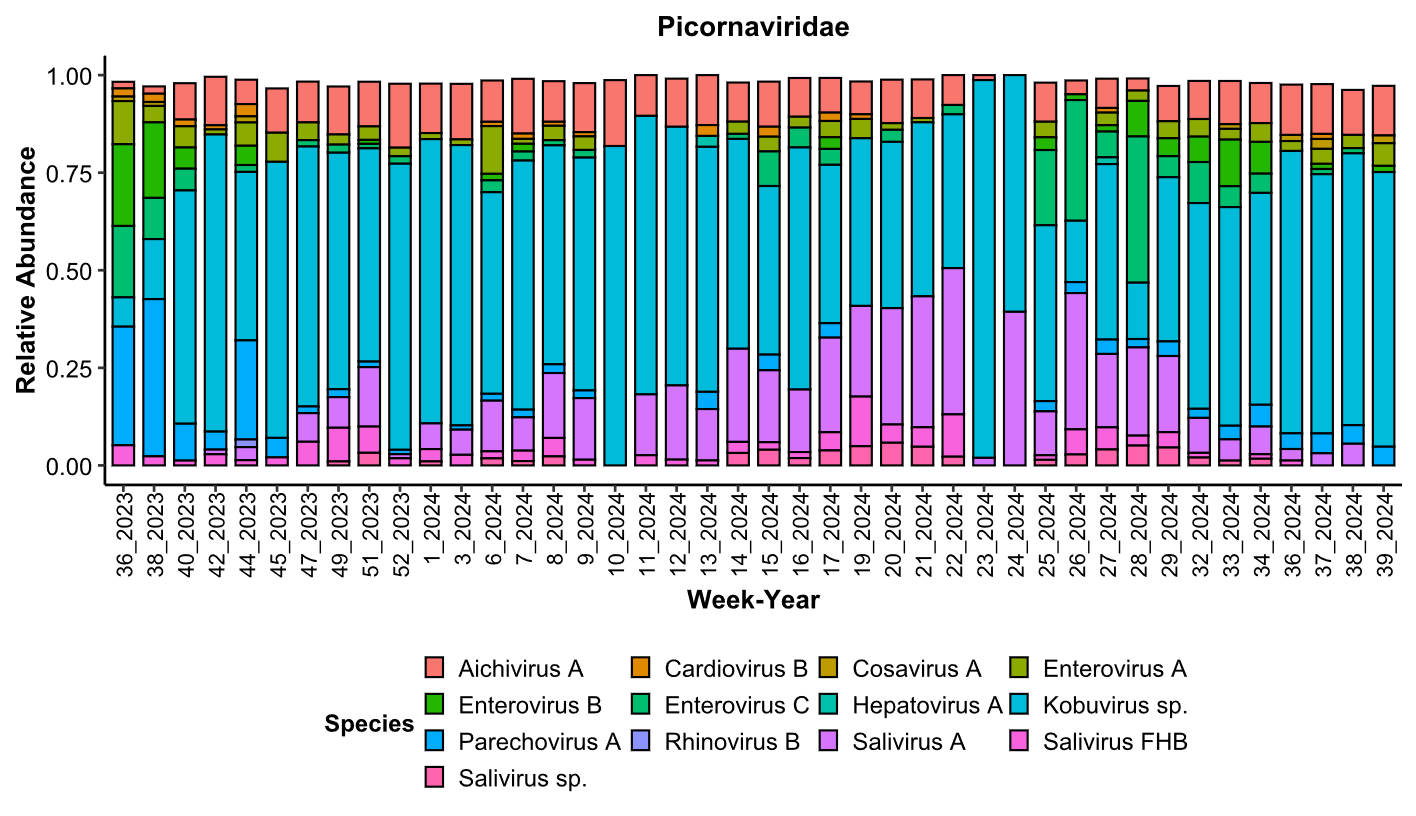 Picornaviridae
Relative Abundance
1.00
0.75
0.50
0.25
0.00
36_2023
38_2023
40_2023
42_2023
44_2023
45_2023
47_2023
49_2023
51_2023
52_2023
1_2024
3_2024
6_2024
7_2024
8_2024
9_2024
10_2024
11_2024
12_2024
13_2024
14_2024
15_2024
16_2024
17_2024
19_2024
20_2024
21_2024
22_2024
23_2024
24_2024
25_2024
26_2024
27_2024
28_2024
29_2024
32_2024
33_2024
34_2024
36_2024
37_2024
38_2024
39_2024
Week-Year
Species
Aichivirus A
Cardiovirus B
Cosavirus A
Enterovirus A
Enterovirus B
Enterovirus C
Hepatovirus A
Kobuvirus sp.
Parechovirus A
Rhinovirus B
Salivirus A
Salivirus FHB
Salivirus sp.